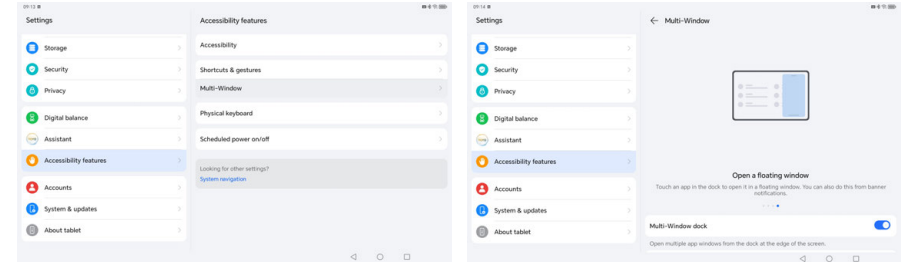 09:13
Settings
Accessibility features
Storage
Security
Privacy
Digital balance
Assistant
Accessibility features
Accounts
System & updates
About tablet
Accessibility
Shortcuts & gestures
Multi-Window
Physical keyboard
Scheduled power on/off
Looking for other settings?
System navigation
09:14
Settings
Multi-Window
Storage
Security
Privacy
Digital balance
Assistant
Accessibility features
Accounts
System & updates
About tablet
Open a floating window
Touch an app in the dock to open it in a floating window. You can also do this from banner
notifications.
Multi-Window dock
Open multiple app windows from the dock at the edge of the screen.